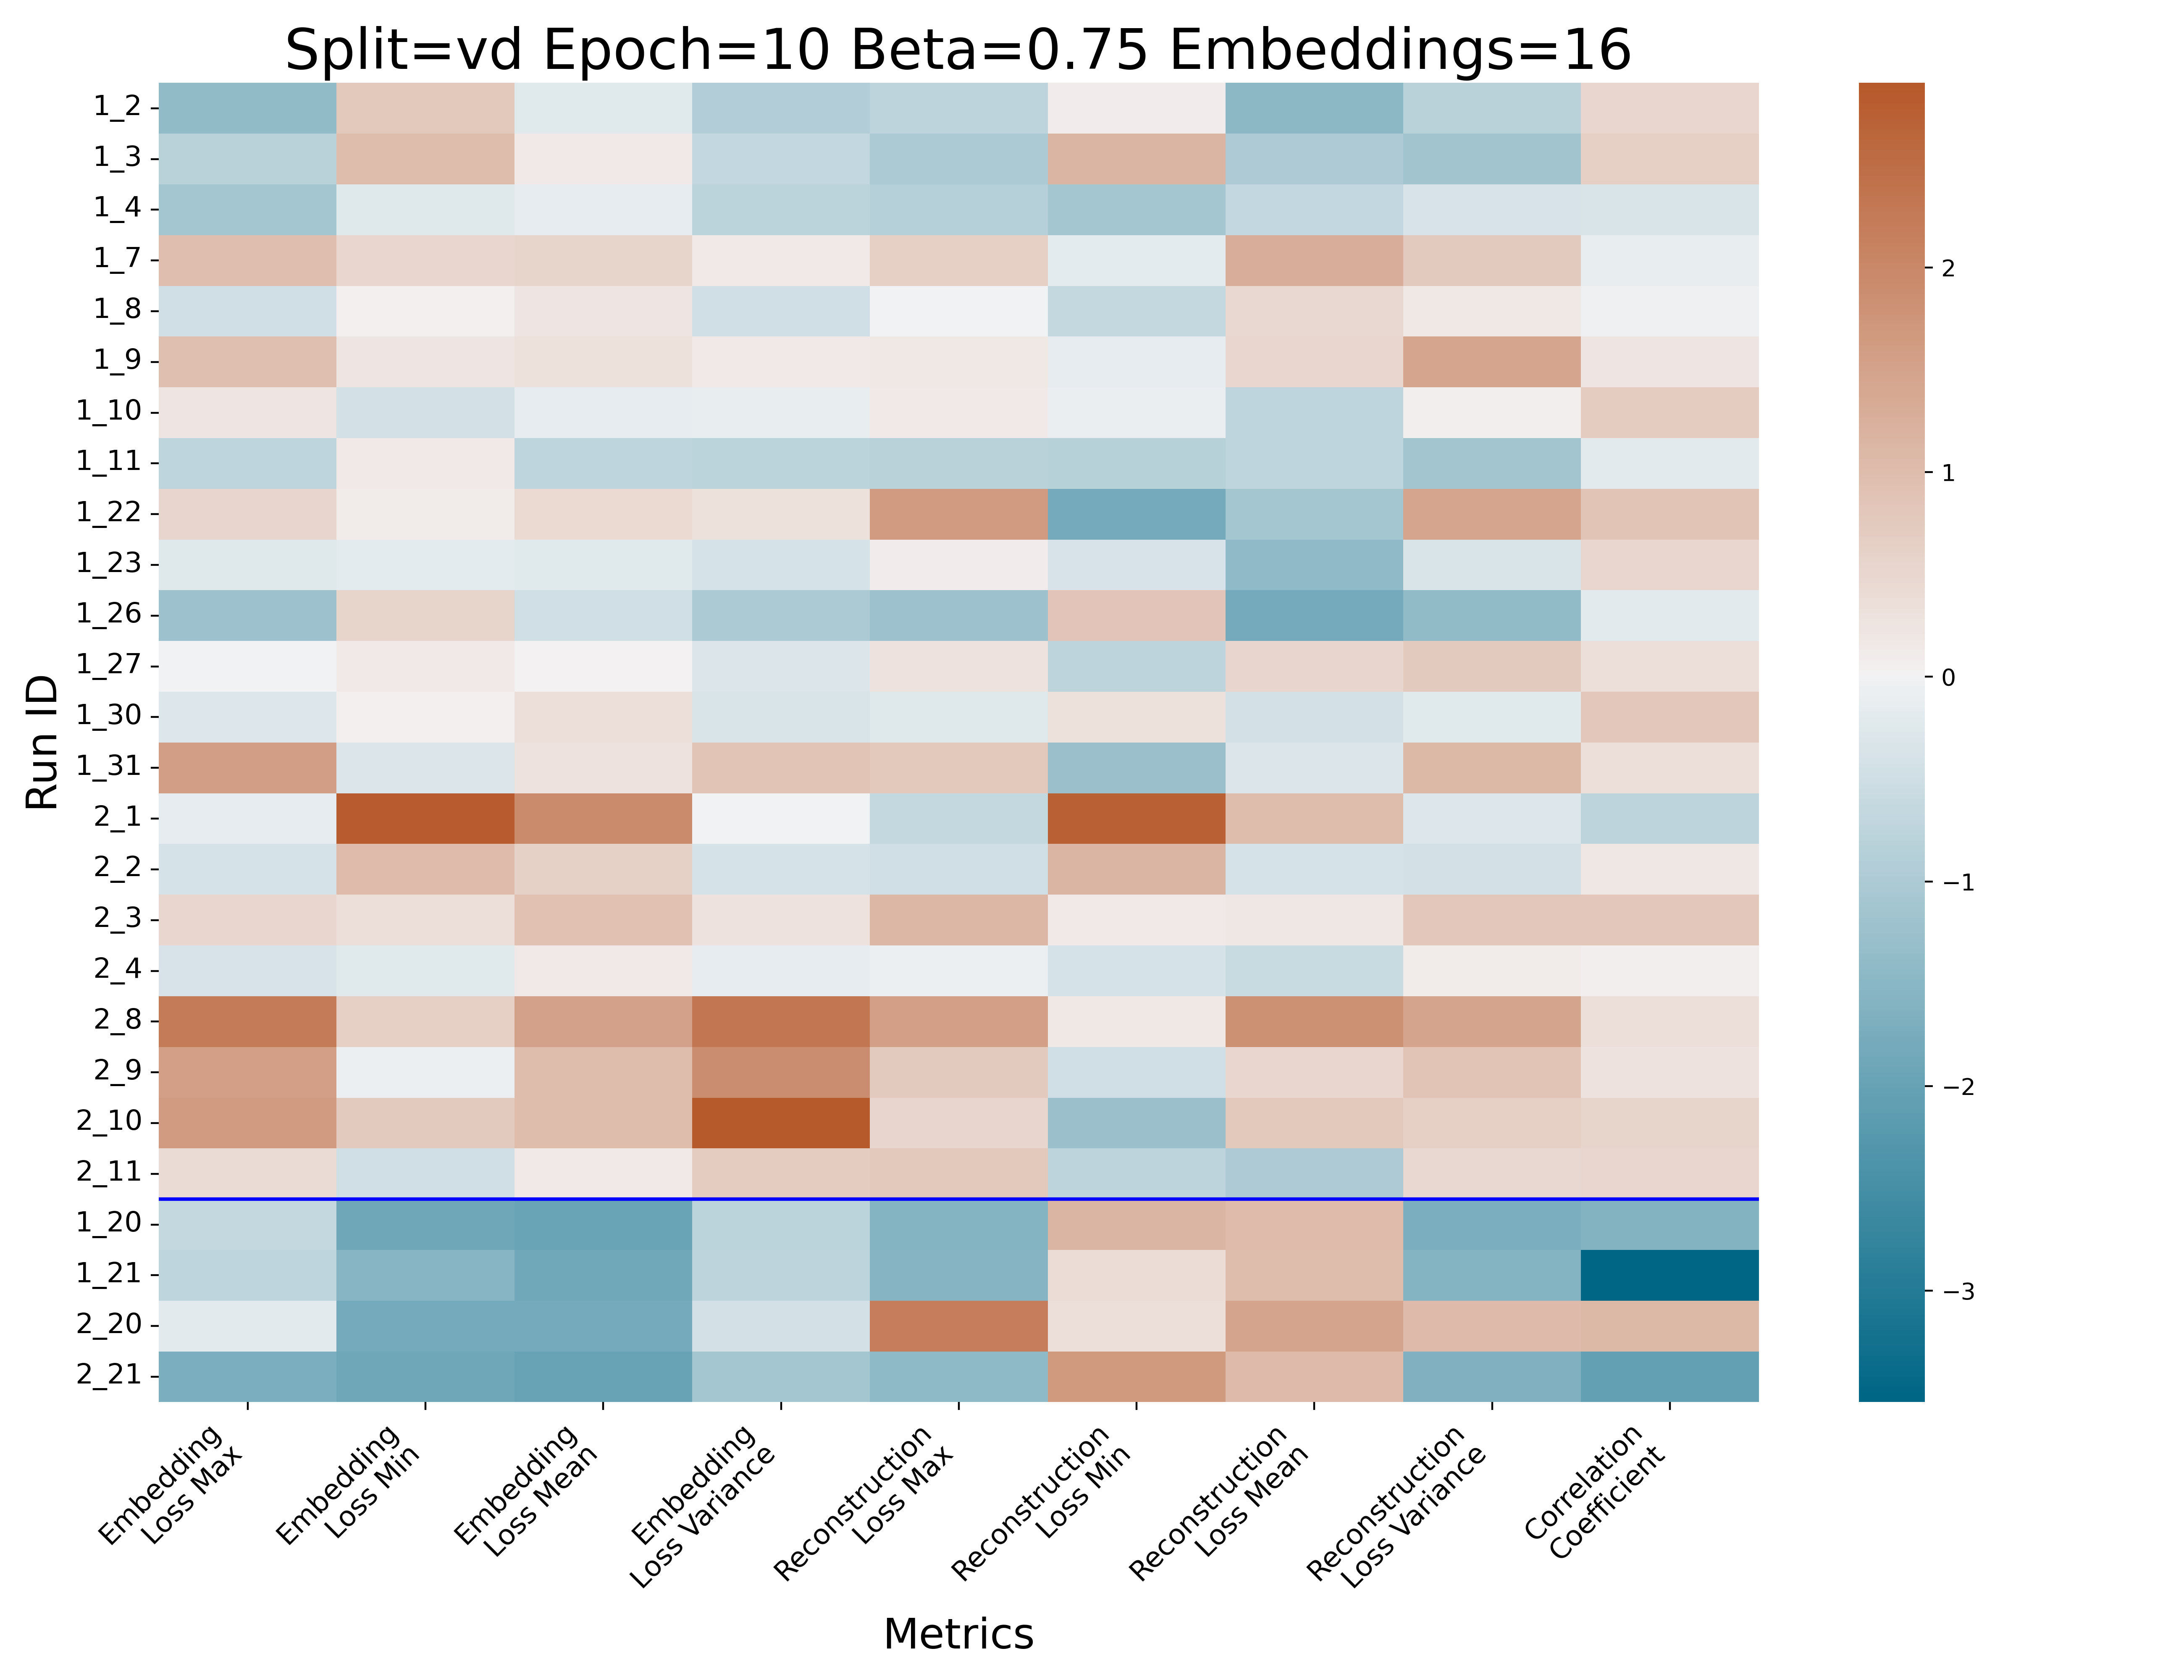 Split=vd Epoch=10 Beta=0.75 Embeddings=16
Run ID
1_2
1_3
1_4
1_7
1_8
1_9
1_10
1_11
1_22
1_23
1_26
1_27
1_30
1_31
2_1
2_2
2_3
2_4
2_8
2_9
2_10
2_11
1_20
1_21
2_20
2_21
Embedding
Loss Max
Embedding
Loss Min
Embedding
Loss Mean
Embedding
Loss Variance
Reconstruction
Loss Max
Reconstruction
Loss Min
Reconstruction
Loss Mean
Reconstruction
Loss Variance
Correlation
Coefficient
Metrics
2
1
0
−1
−2
−3